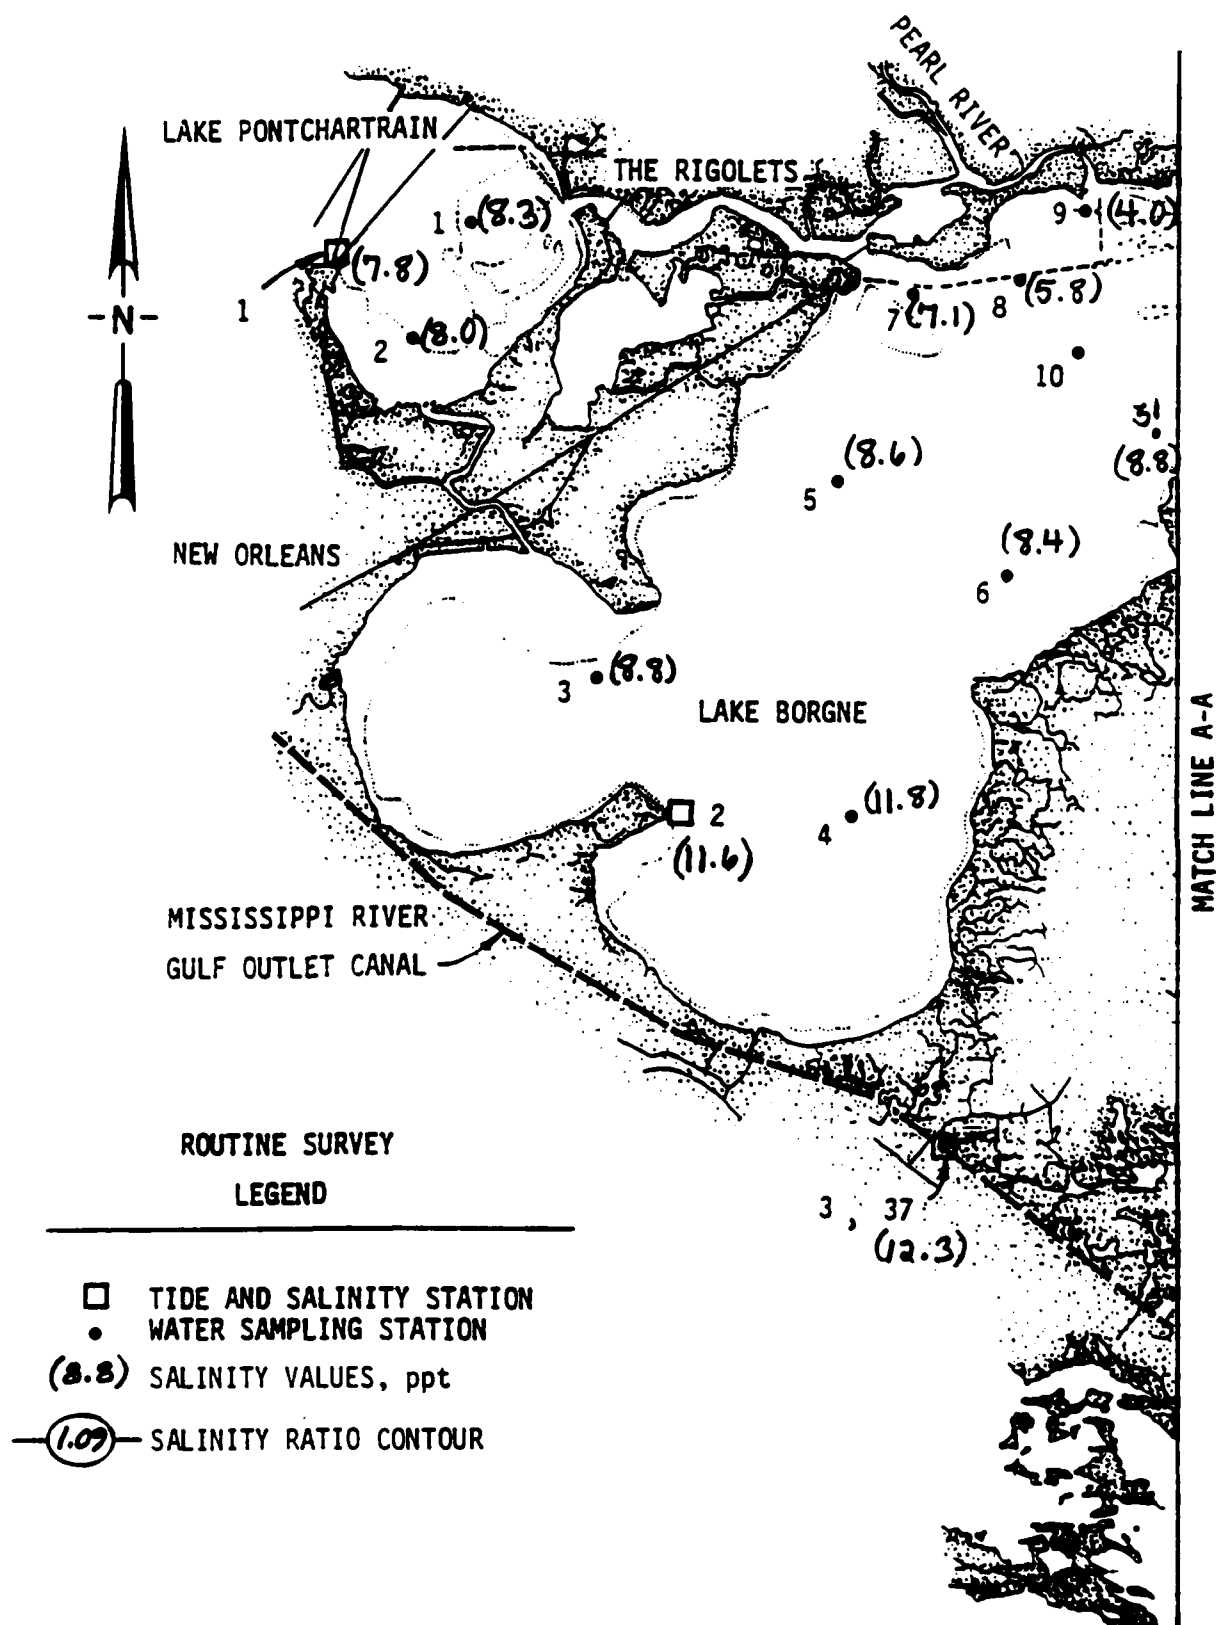 PEARL RIVER
LAKE PONTCHARTRAIN
THE RIGOLETS
1 (8.3)
9 (4.0)
(7.8)
1
-N-
2 (8.0)
7 (7.1) 8 (5.8)
10
31
(8.8)
(8.6)
5
(8.4)
6
NEW ORLEANS
3 (8.8)
LAKE BORGNE
MATCH LINE A-A
2
(11.6)
4 (11.8)
MISSISSIPPI RIVER
GULF OUTLET CANAL
ROUTINE SURVEY
LEGEND
3, 37
(12.3)
TIDE AND SALINITY STATION
WATER SAMPLING STATION
(8.8) SALINITY VALUES, ppt
1.09 SALINITY RATIO CONTOUR